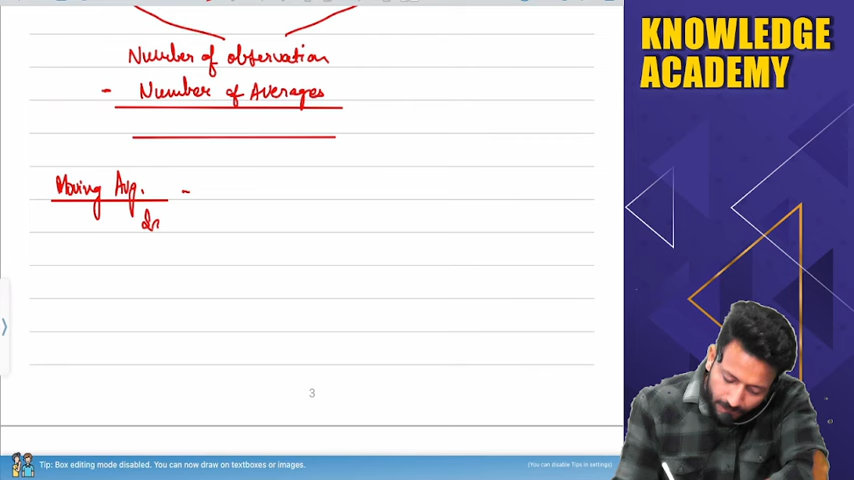 Number of observation
- Number of Averages
Moving Avg. -
3
Tip: Box editing mode disabled. You can now draw on textboxes or images.
(You can disable Tips in settings)
KNOWLEDGE
ACADEMY